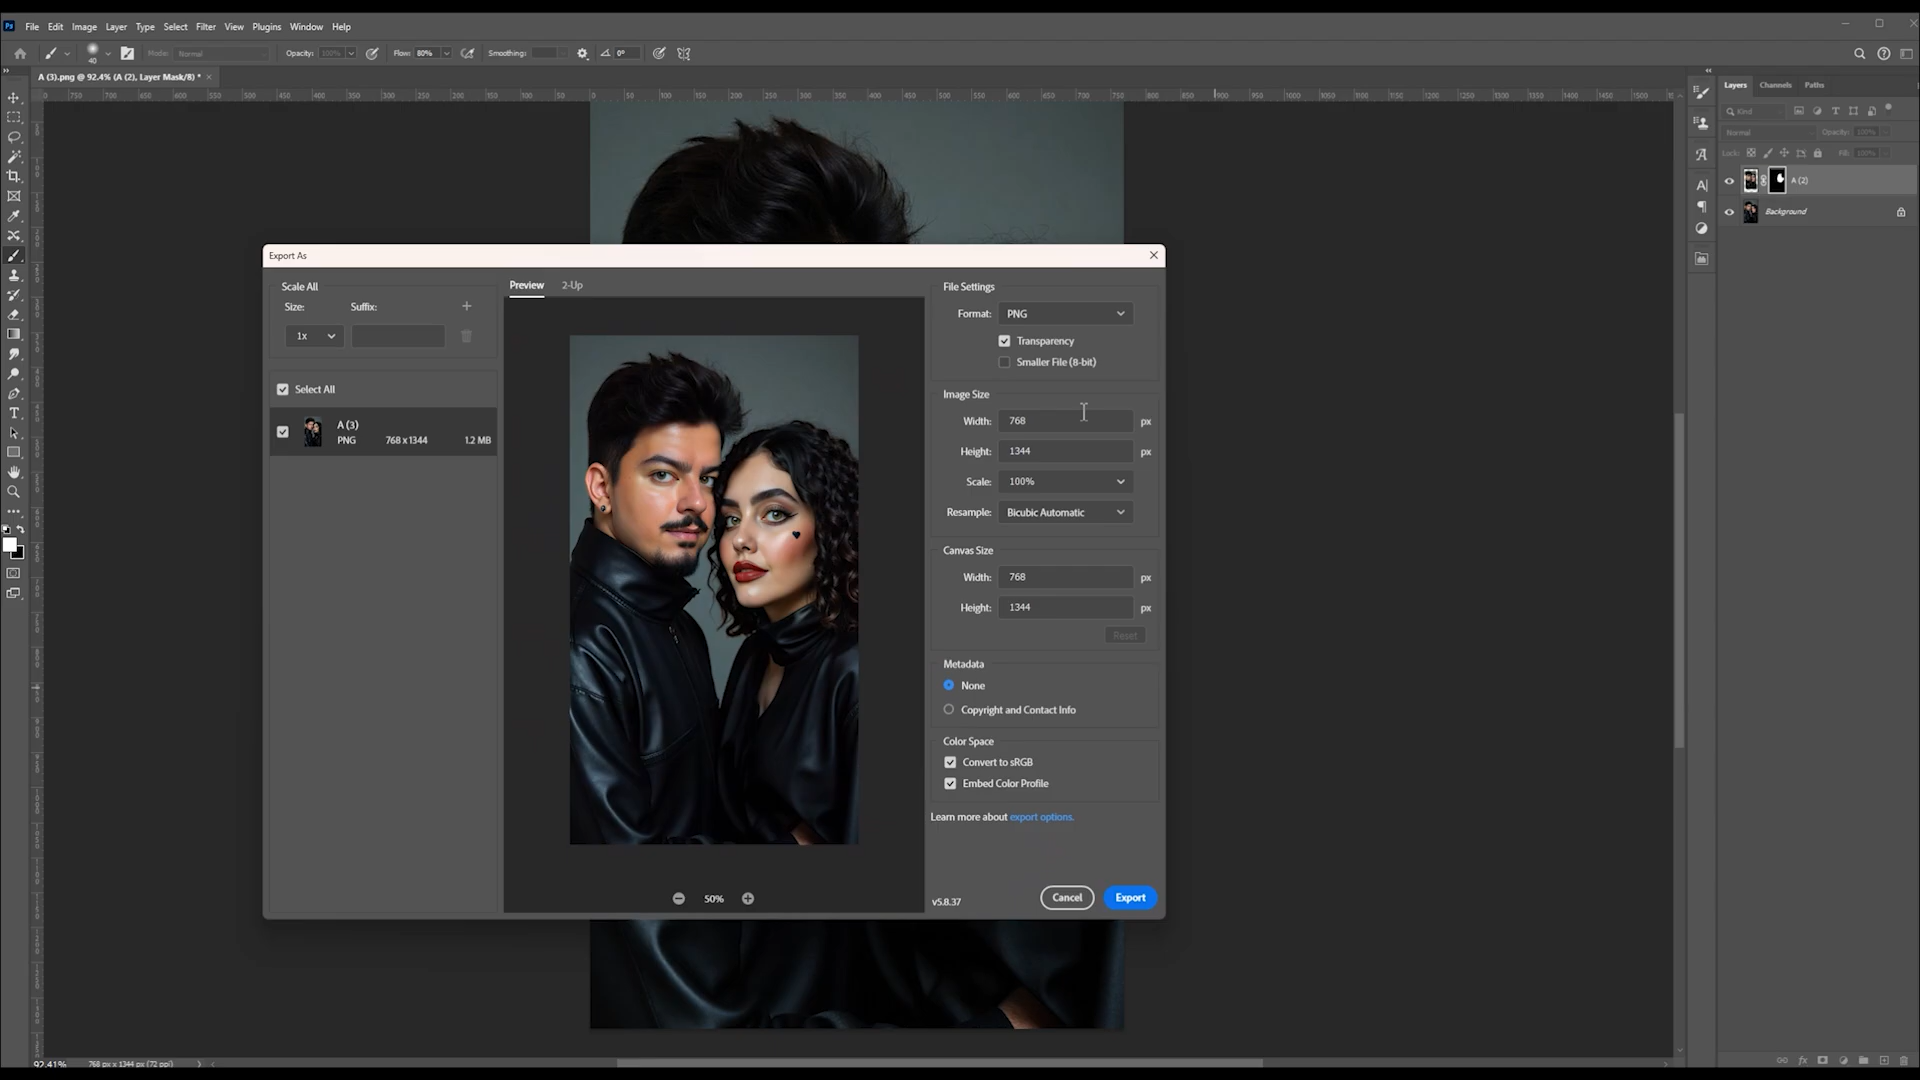 Ps File Edit Image Layer Type Select Filter View Plugins Window Help
40 Mode: Normal Opacity: 100% Flow: 80% Smoothing: 0°
A (3).png @ 92.4% (A (2), Layer Mask/8) * ×
Layers Channels Paths
Kind
Normal Opacity: 100%
Lock: Fill: 100%
A (2)
Background
Export As
Scale All
Size: Suffix:
1x
Select All
A (3)
PNG 768 x 1344 1.2 MB
Preview 2-Up
50%
File Settings
Format: PNG
Transparency
Smaller File (8-bit)
Image Size
Width: 768 px
Height: 1344 px
Scale: 100%
Resample: Bicubic Automatic
Canvas Size
Width: 768 px
Height: 1344 px
Reset
Metadata
None
Copyright and Contact Info
Color Space
Convert to sRGB
Embed Color Profile
Learn more about export options.
v5.8.37 Cancel Export
92.41% 768 px x 1344 px (72 ppi)